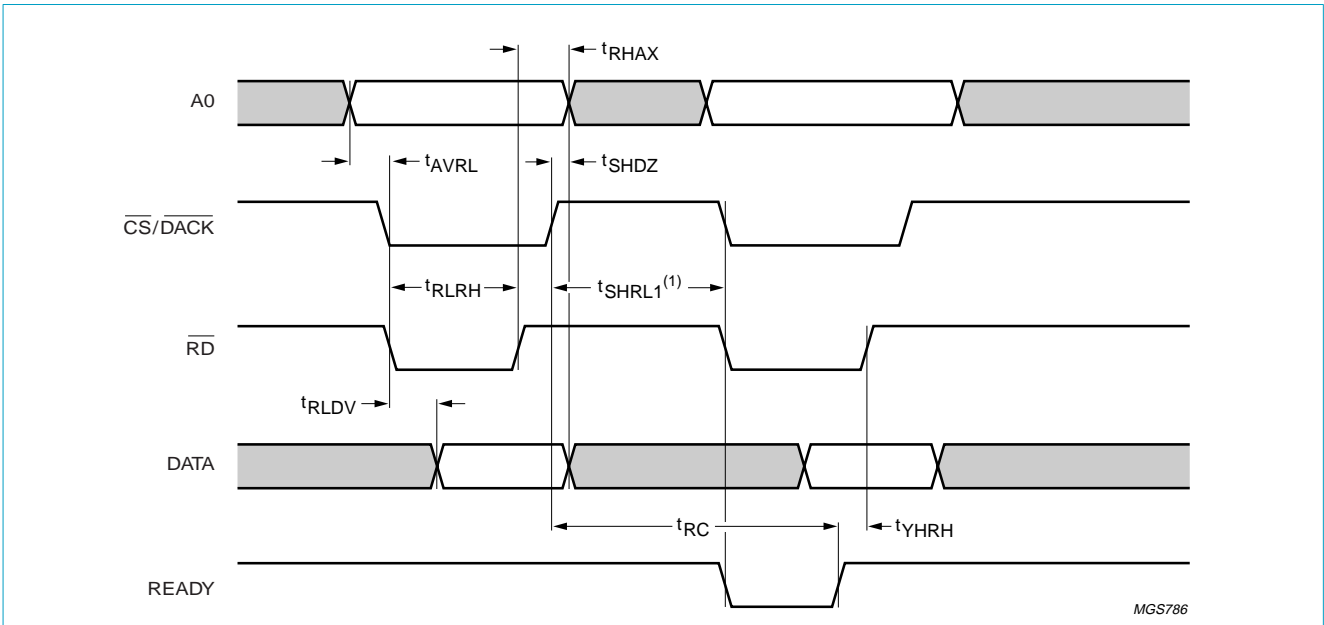 tRHAX
A0
tAVRL
tSHDZ
CS/DACK
tRLRH
tSHRL1(1)
RD
tRLDV
DATA
tRC
tYHRH
READY
MGS786